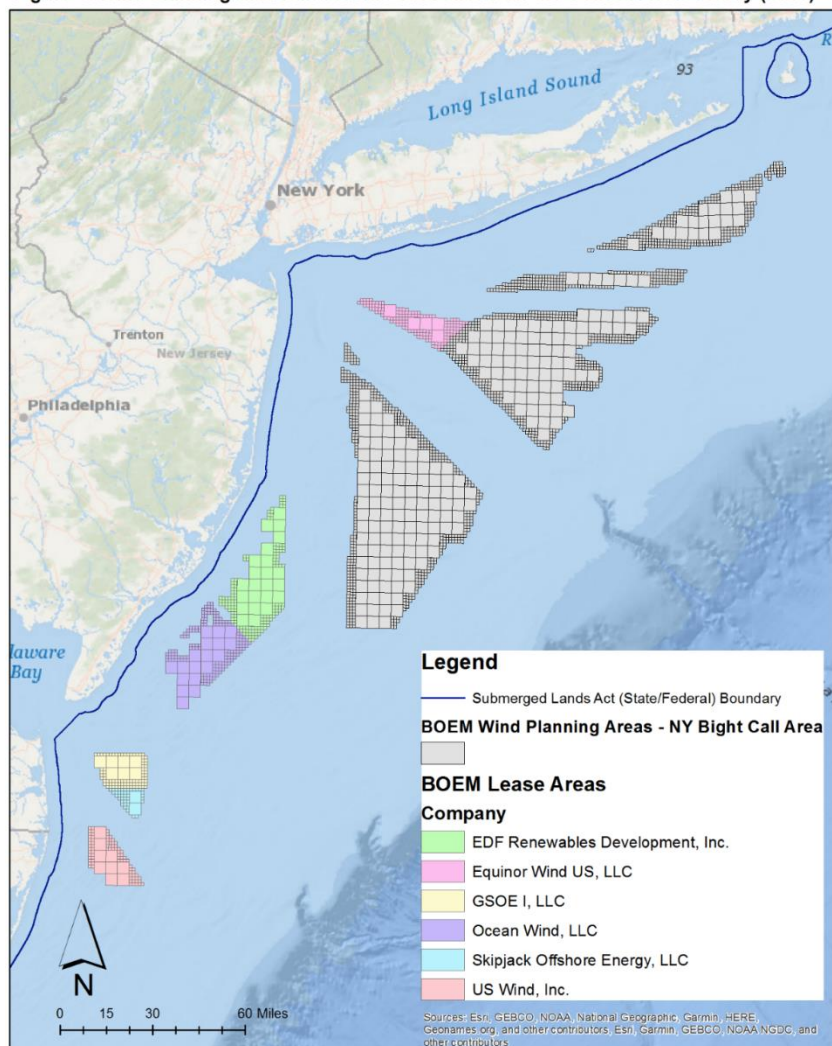 Long Island Sound
93
New York
Trenton
New Jersey
Philadelphia
Bay
Legend
Submerged Lands Act (State/Federal) Boundary
BOEM Wind Planning Areas - NY Bight Call Area
BOEM Lease Areas
Company
EDF Renewables Development, Inc.
Equinor Wind US, LLC
GSOE I, LLC
Ocean Wind, LLC
Skipjack Offshore Energy, LLC
US Wind, Inc.
N
0 15 30 60 Miles
Sources: Esri, GEBCO, NOAA, National Geographic, Garmin, HERE,
Geonames.org, and other contributors, Esri, Garmin, GEBCO, NOAA NGDC, and
other contributors